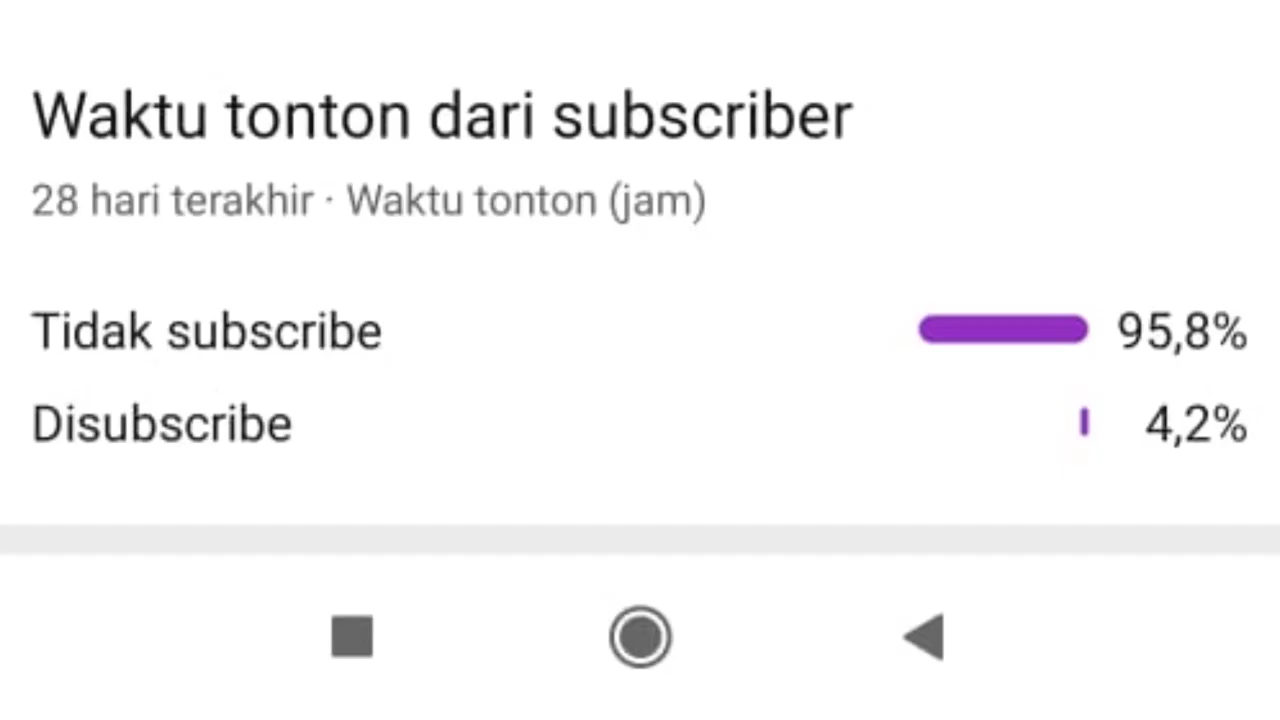 Waktu tonton dari subscriber
28 hari terakhir · Waktu tonton (jam)
Tidak subscribe 95,8%
Disubscribe 4,2%